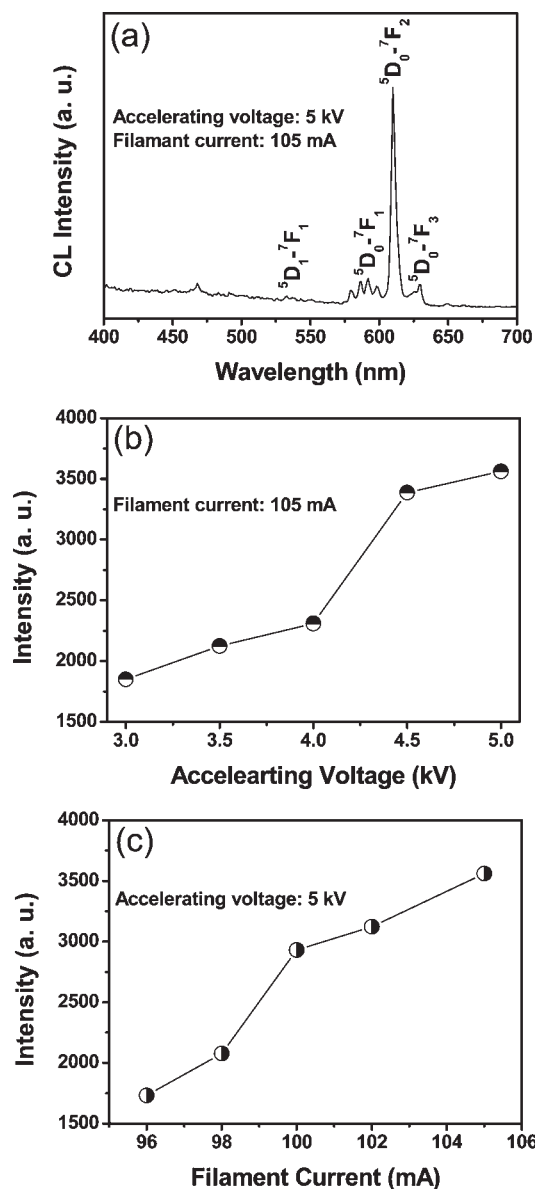 (a)
CL Intensity (a. u.)
Accelerating voltage: 5 kV
Filamant current: 105 mA
⁵D₁-⁷F₁
⁵D₀-⁷F₁
⁵D₀-⁷F₂
⁵D₀-⁷F₃
400 450 500 550 600 650 700
Wavelength (nm)
(b)
Intensity (a. u.)
4000
3500
3000
2500
2000
1500
Filament current: 105 mA
3.0 3.5 4.0 4.5 5.0
Accelearting Voltage (kV)
(c)
Intensity (a. u.)
4000
3500
3000
2500
2000
1500
Accelerating voltage: 5 kV
96 98 100 102 104 106
Filament Current (mA)